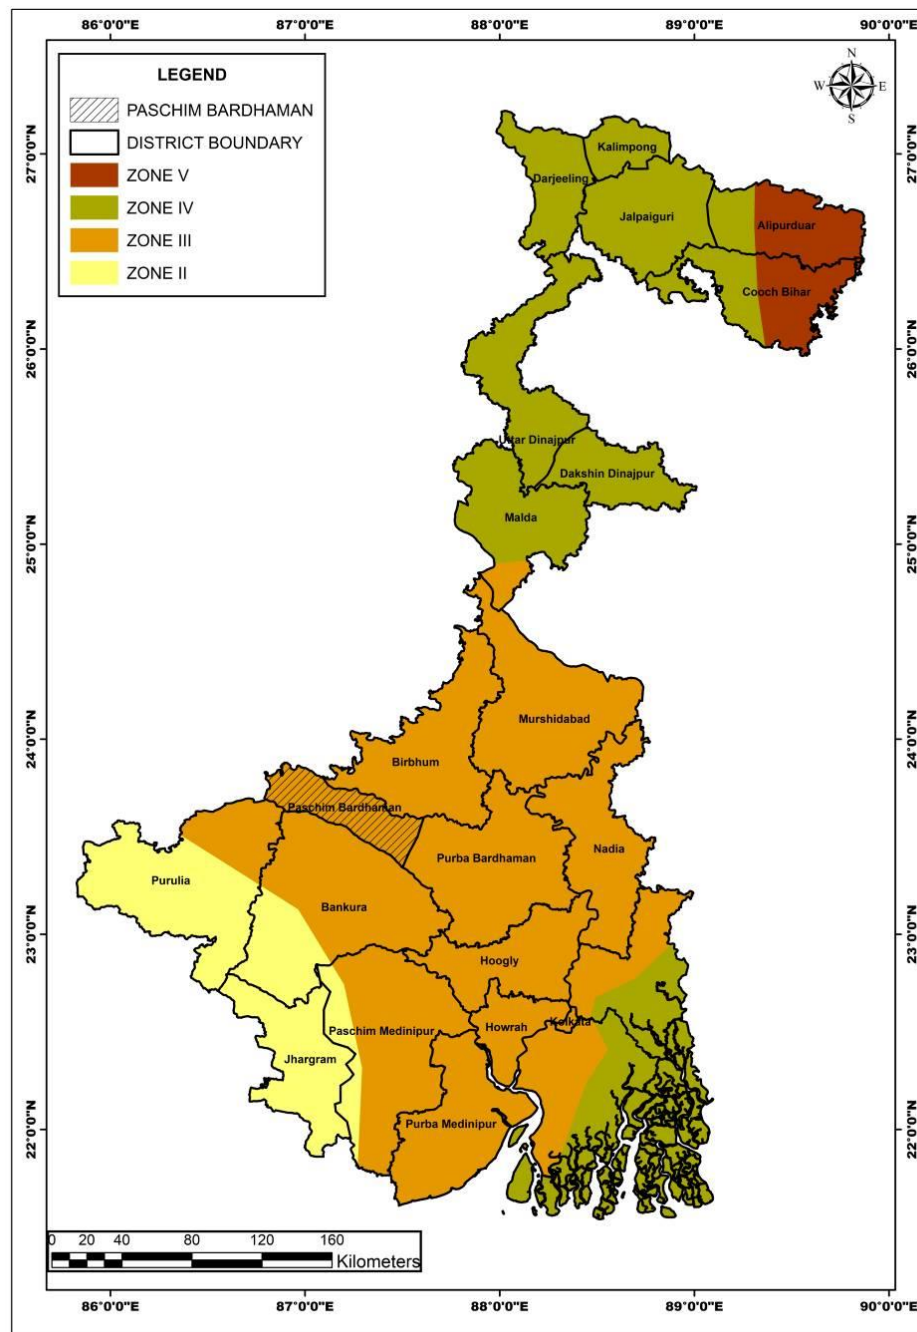 86°0'0"E 87°0'0"E 88°0'0"E 89°0'0"E 90°0'0"E
LEGEND
PASCHIM BARDHAMAN
DISTRICT BOUNDARY
ZONE V
ZONE IV
ZONE III
ZONE II
N
W E
S
27°0'0"N 27°0'0"N
Kalimpong
Darjeeling
Jalpaiguri
Alipurduar
Cooch Bihar
26°0'0"N 26°0'0"N
Uttar Dinajpur
Dakshin Dinajpur
Malda
25°0'0"N 25°0'0"N
Murshidabad
24°0'0"N 24°0'0"N
Birbhum
Paschim Bardhaman
Nadia
Purba Bardhaman
Purulia
Bankura
23°0'0"N 23°0'0"N
Hoogly
Kolkata
Paschim Medinipur Howrah
Jhargram
Purba Medinipur
22°0'0"N 22°0'0"N
0 20 40 80 120 160
Kilometers
86°0'0"E 87°0'0"E 88°0'0"E 89°0'0"E 90°0'0"E